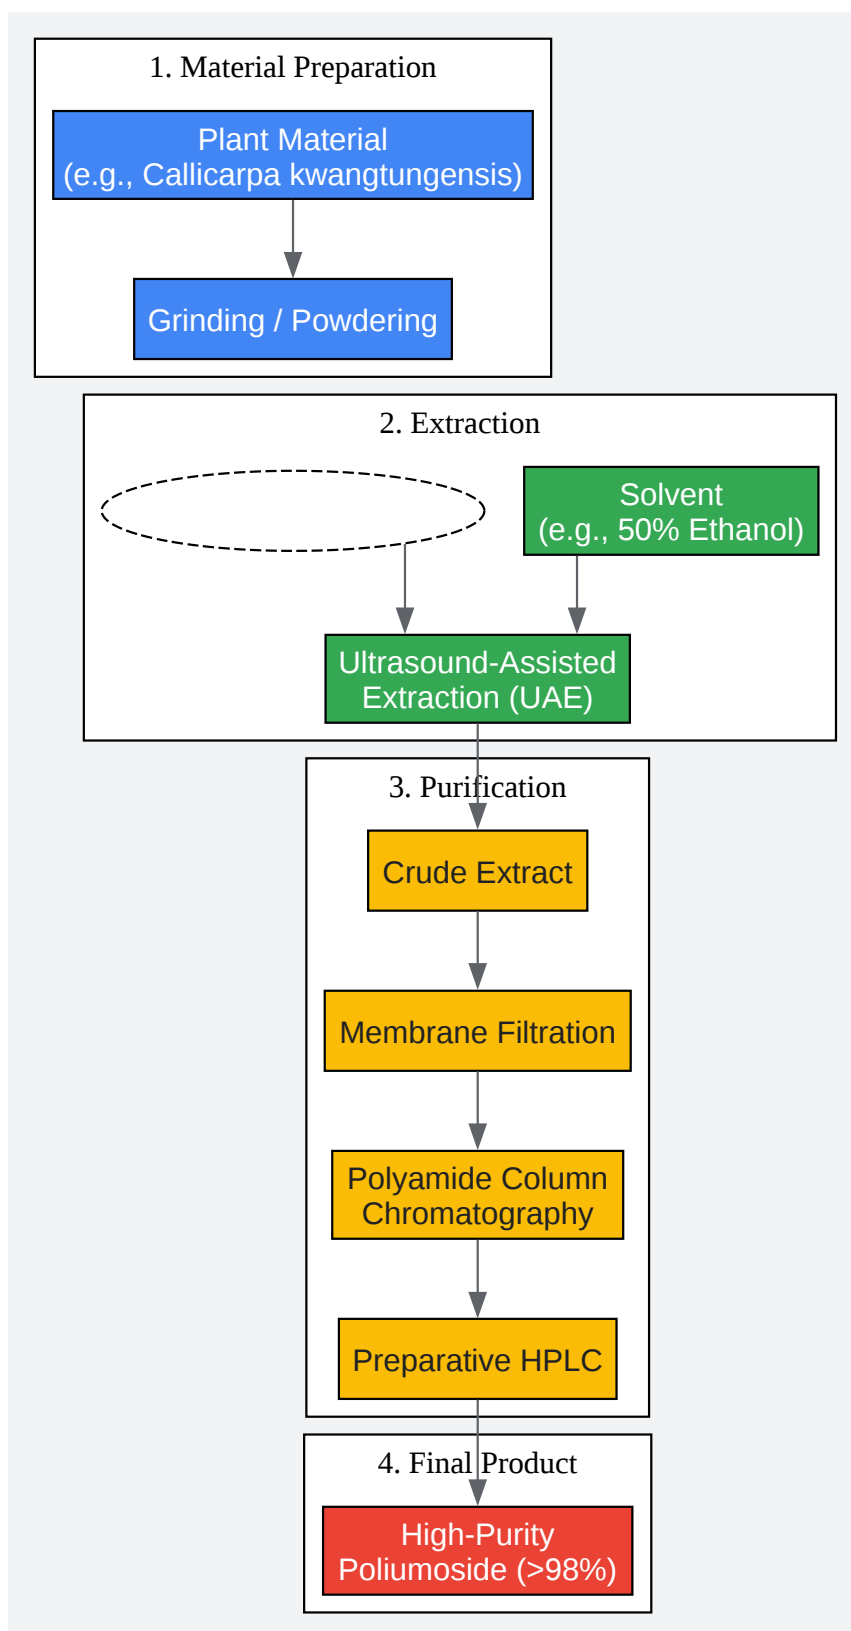 1. Material Preparation
Plant Material
(e.g., Callicarpa kwangtungensis)
Grinding / Powdering
2. Extraction
Solvent
(e.g., 50% Ethanol)
Ultrasound-Assisted
Extraction (UAE)
3. Purification
Crude Extract
Membrane Filtration
Polyamide Column
Chromatography
Preparative HPLC
4. Final Product
High-Purity
Poliumoside (>98%)